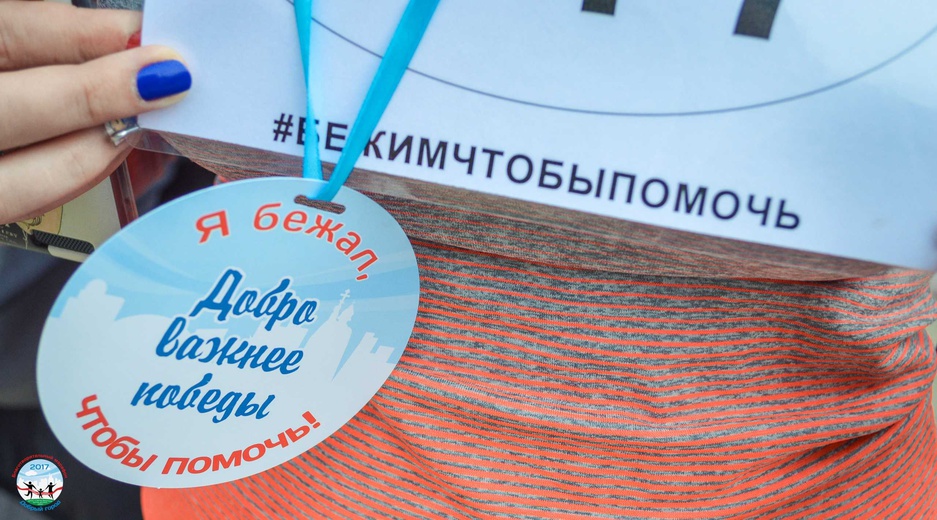 #БЕЖИМЧТОБЫПОМОЧЬ
Я бежал,
Добро
важнее
победы
чтобы помочь!
2017